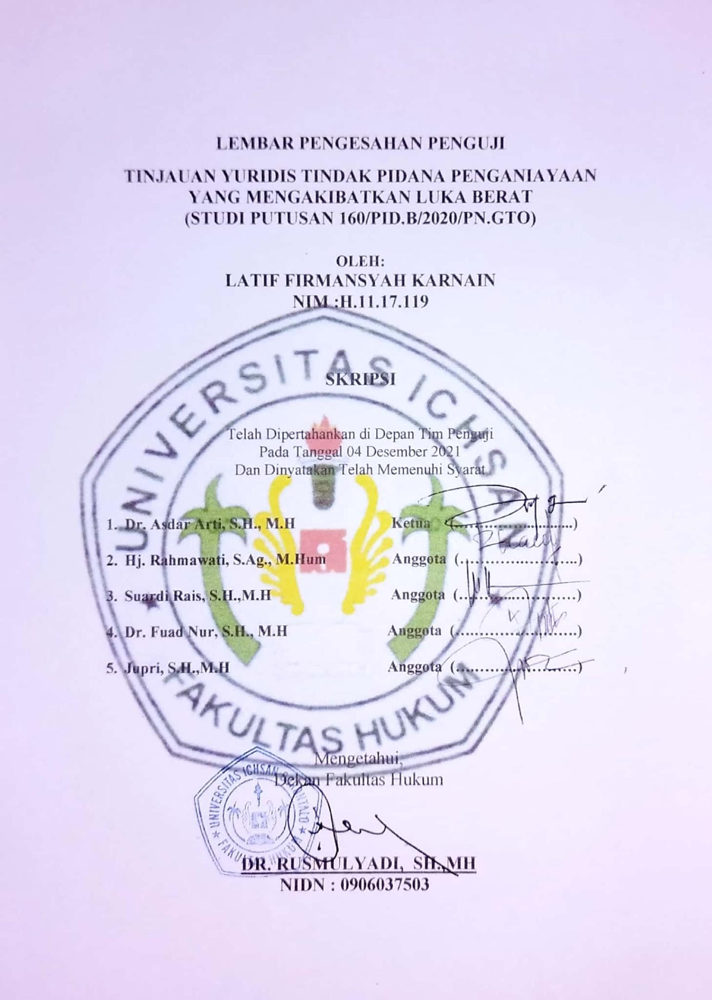 LEMBAR PENGESAHAN PENGUJI
TINJAUAN YURIDIS TINDAK PIDANA PENGANIAYAAN
YANG MENGAKIBATKAN LUKA BERAT
(STUDI PUTUSAN 160/PID.B/2020/PN.GTO)
OLEH:
LATIF FIRMANSYAH KARNAIN
NIM :H.11.17.119
UNIVERSITAS ICHSAN
SKRIPSI
Telah Dipertahankan di Depan Tim Penguji
Pada Tanggal 04 Desember 2021
Dan Dinyatakan Telah Memenuhi Syarat
1. Dr. Asdar Arti, S.H., M.H Ketua (..............................)
2. Hj. Rahmawati, S.Ag., M.Hum Anggota (..............................)
3. Suardi Rais, S.H.,M.H Anggota (..............................)
4. Dr. Fuad Nur, S.H., M.H Anggota (..............................)
5. Jupri, S.H.,M.H Anggota (..............................)
FAKULTAS HUKUM
Mengetahui,
Dekan Fakultas Hukum
UNIVERSITAS ICHSAN GORONTALO
FAKULTAS HUKUM
DR. RUSMULYADI, SH.,MH
NIDN : 0906037503